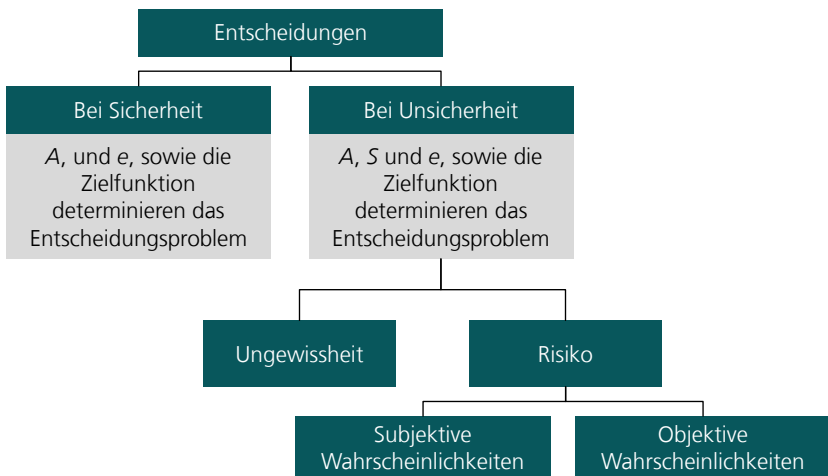 Entscheidungen
Bei Sicherheit
A, und e, sowie die
Zielfunktion
determinieren das
Entscheidungsproblem
Bei Unsicherheit
A, S und e, sowie die
Zielfunktion
determinieren das
Entscheidungsproblem
Ungewissheit
Risiko
Subjektive
Wahrscheinlichkeiten
Objektive
Wahrscheinlichkeiten